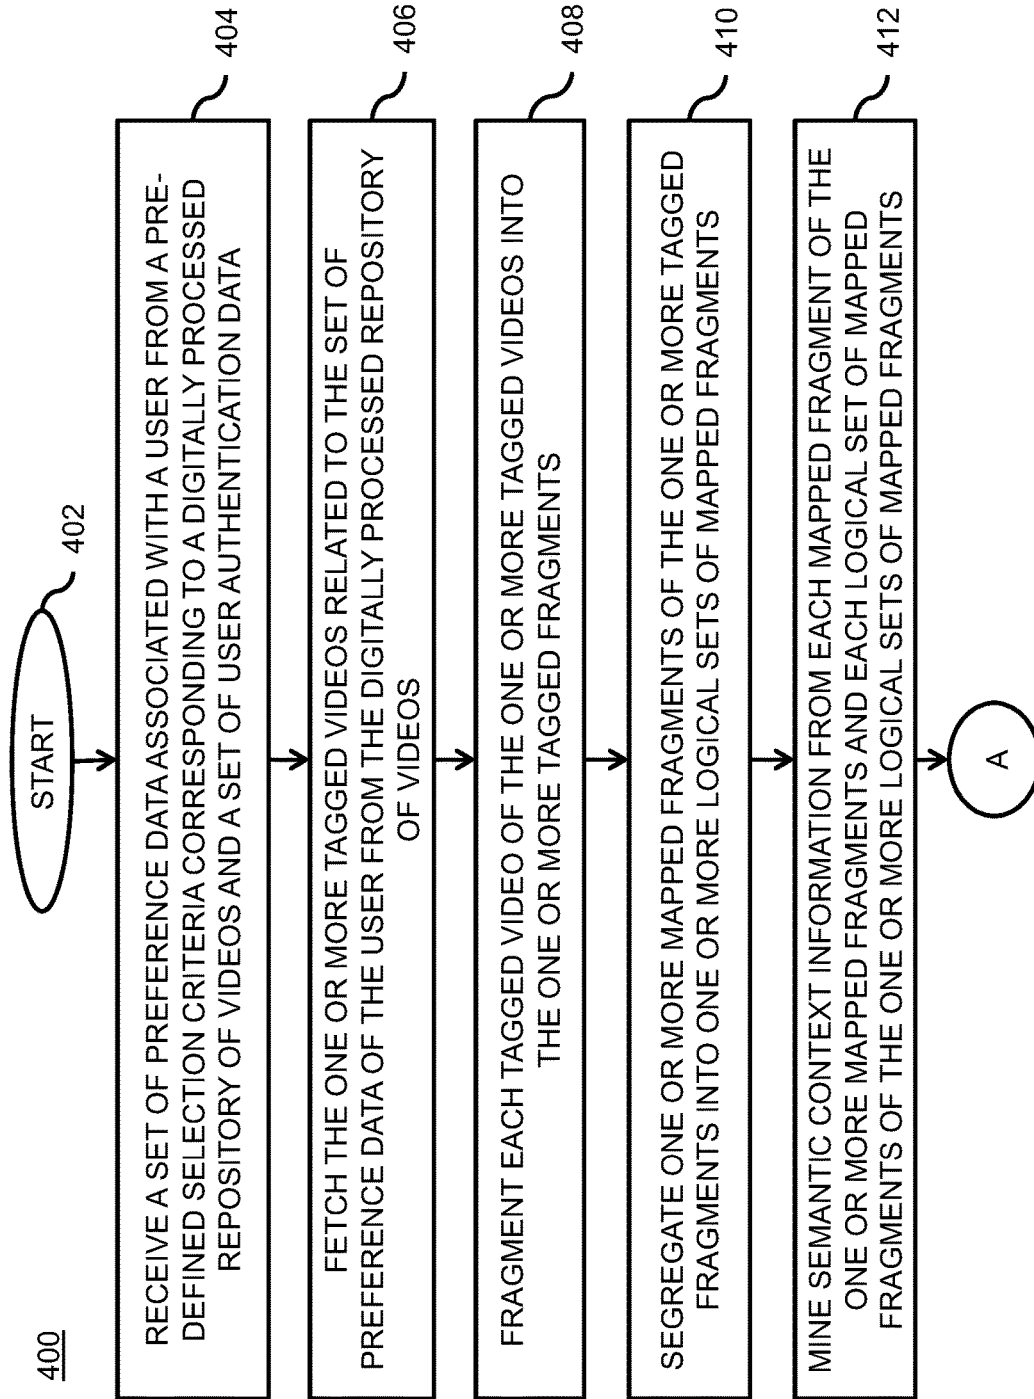 400
START
402
RECEIVE A SET OF PREFERENCE DATA ASSOCIATED WITH A USER FROM A PRE-
DEFINED SELECTION CRITERIA CORRESPONDING TO A DIGITALLY PROCESSED
REPOSITORY OF VIDEOS AND A SET OF USER AUTHENTICATION DATA
404
FETCH THE ONE OR MORE TAGGED VIDEOS RELATED TO THE SET OF
PREFERENCE DATA OF THE USER FROM THE DIGITALLY PROCESSED REPOSITORY
OF VIDEOS
406
FRAGMENT EACH TAGGED VIDEO OF THE ONE OR MORE TAGGED VIDEOS INTO
THE ONE OR MORE TAGGED FRAGMENTS
408
SEGREGATE ONE OR MORE MAPPED FRAGMENTS OF THE ONE OR MORE TAGGED
FRAGMENTS INTO ONE OR MORE LOGICAL SETS OF MAPPED FRAGMENTS
410
MINE SEMANTIC CONTEXT INFORMATION FROM EACH MAPPED FRAGMENT OF THE
ONE OR MORE MAPPED FRAGMENTS AND EACH LOGICAL SET OF MAPPED
FRAGMENTS OF THE ONE OR MORE LOGICAL SETS OF MAPPED FRAGMENTS
412
A